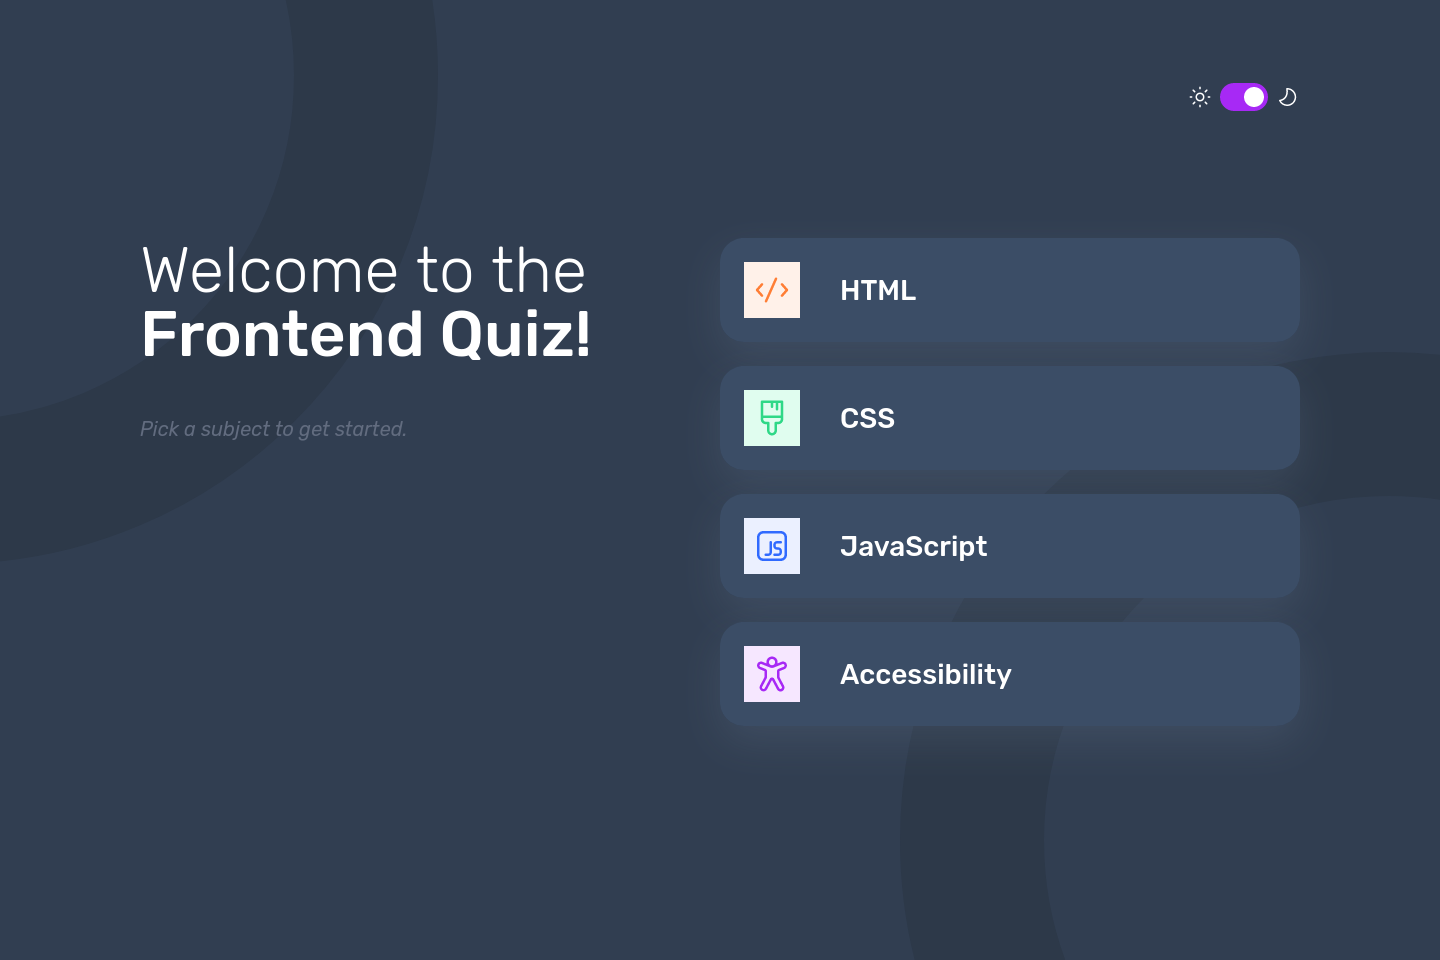 Welcome to the
Frontend Quiz!
Pick a subject to get started.
HTML
CSS
JS
JavaScript
Accessibility